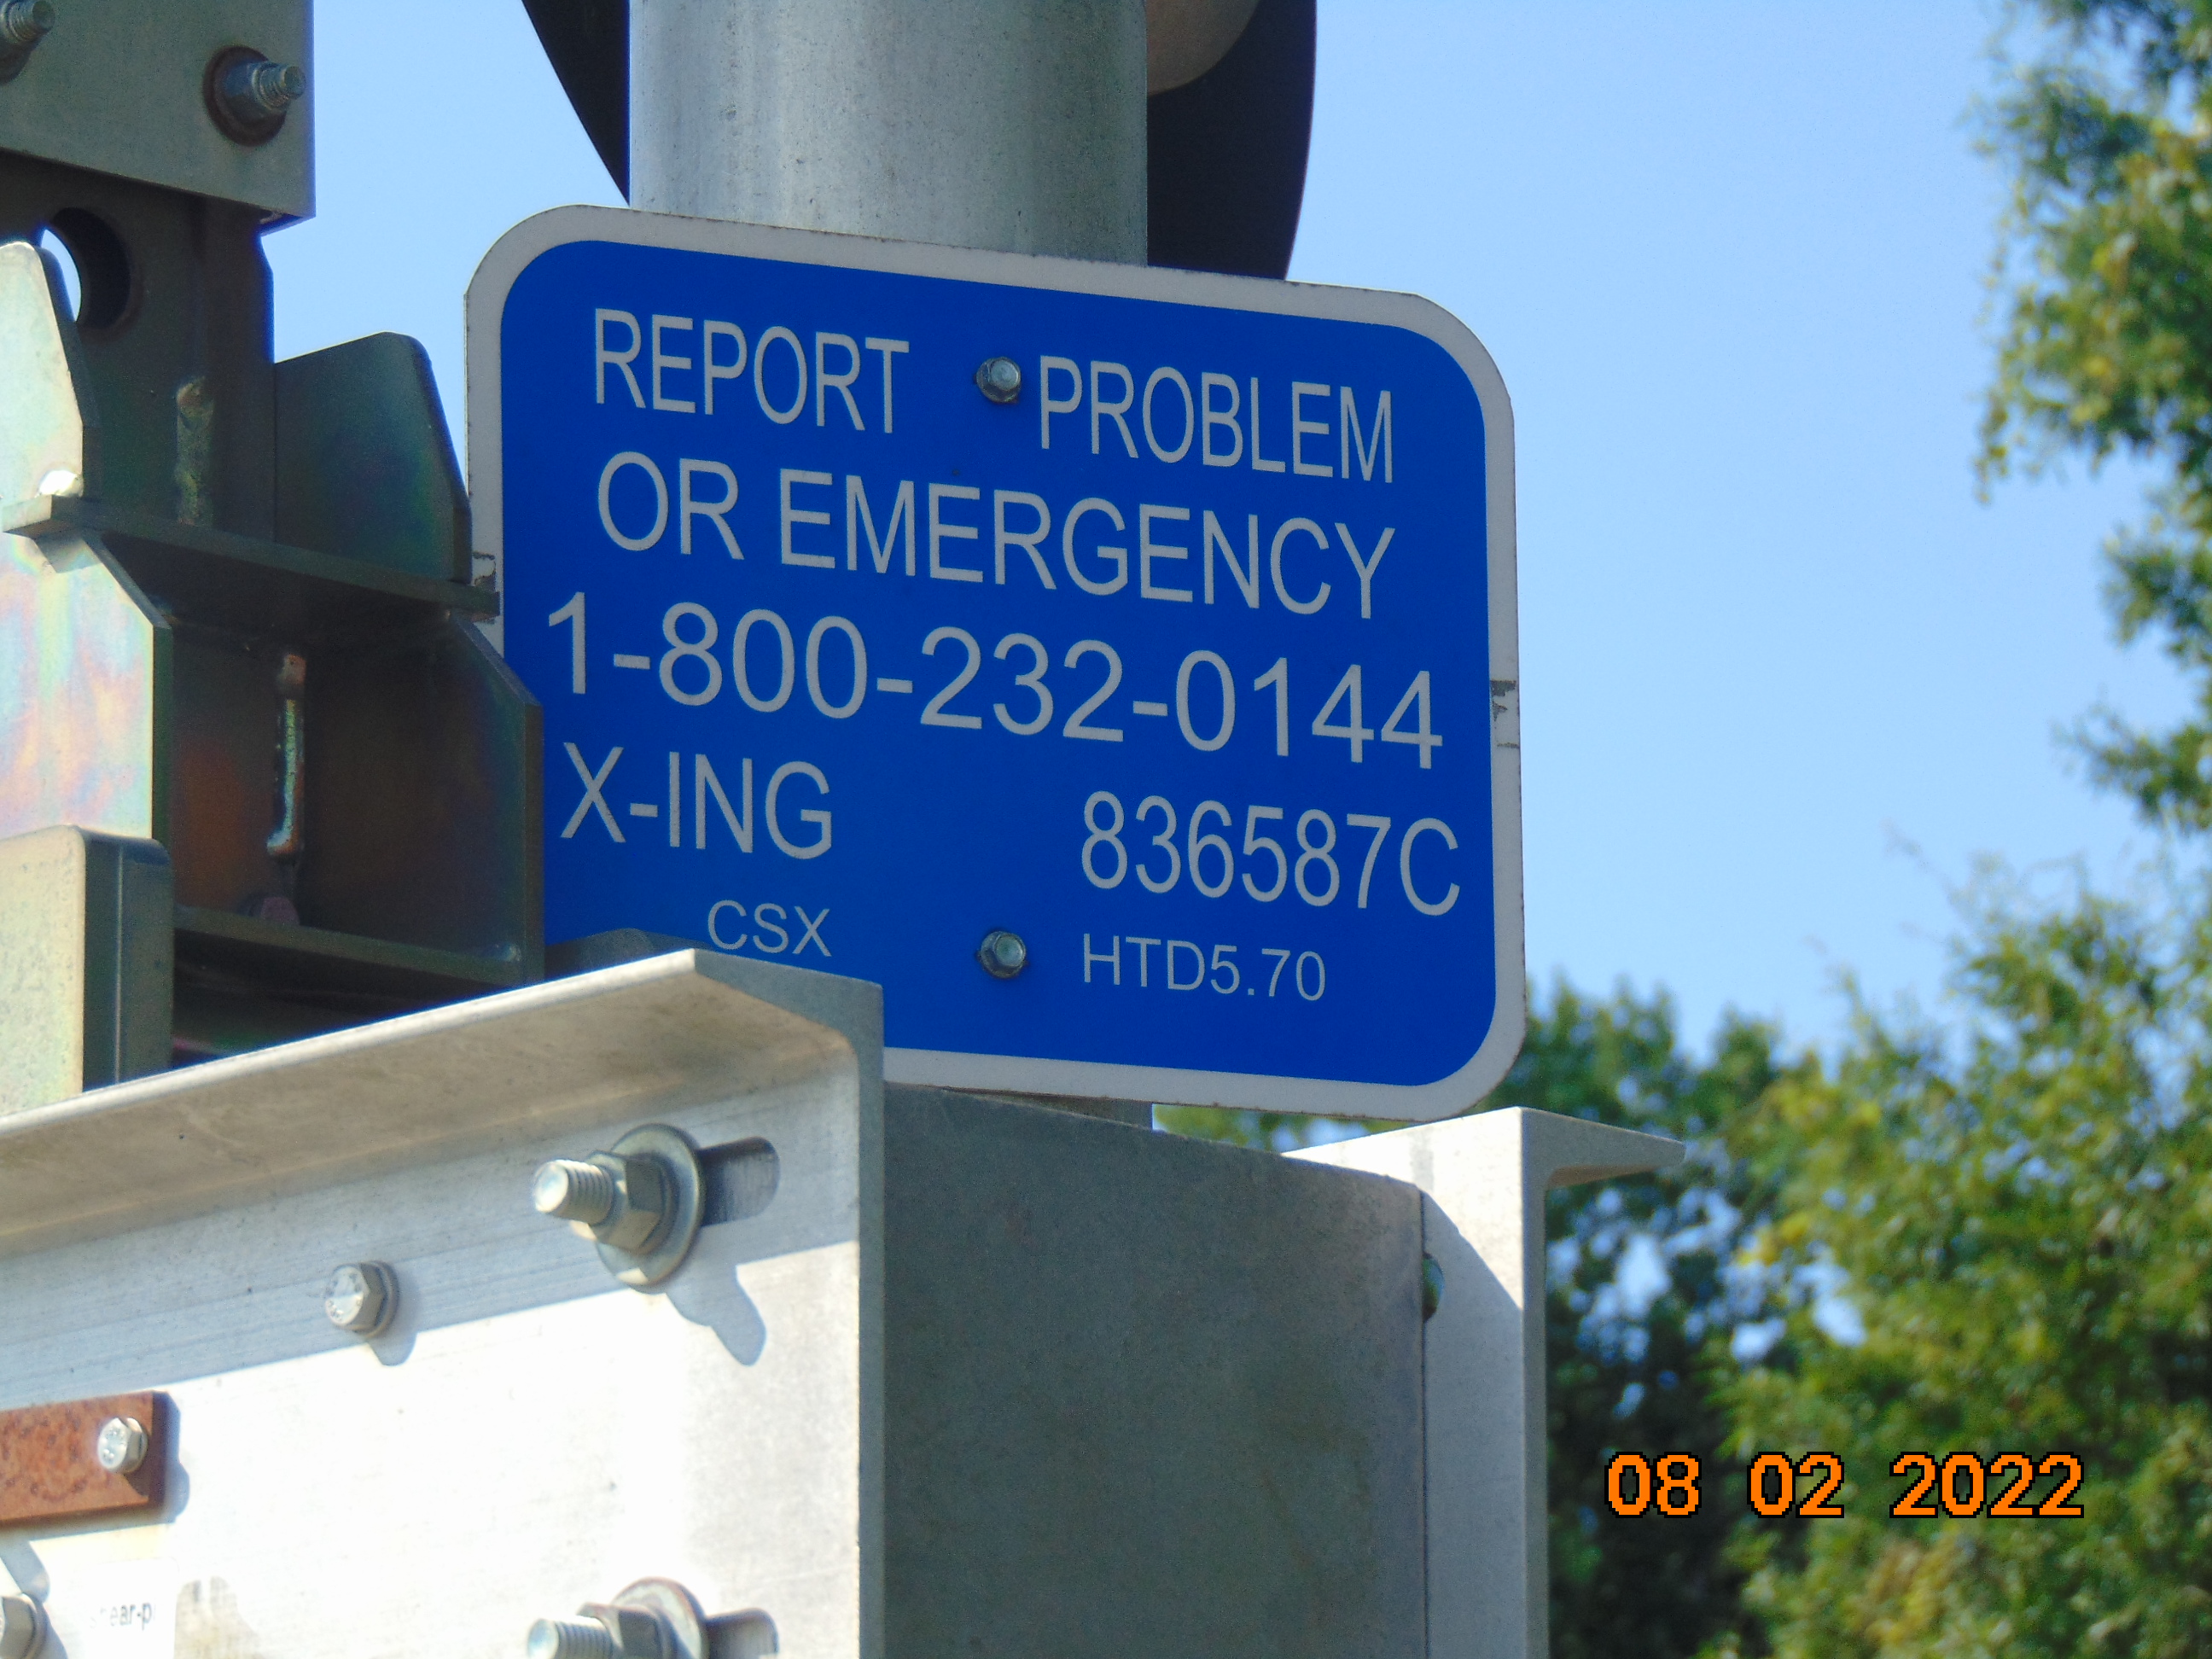 REPORT PROBLEM
OR EMERGENCY
1-800-232-0144
X-ING 836587C
CSX HTD5.70
08 02 2022